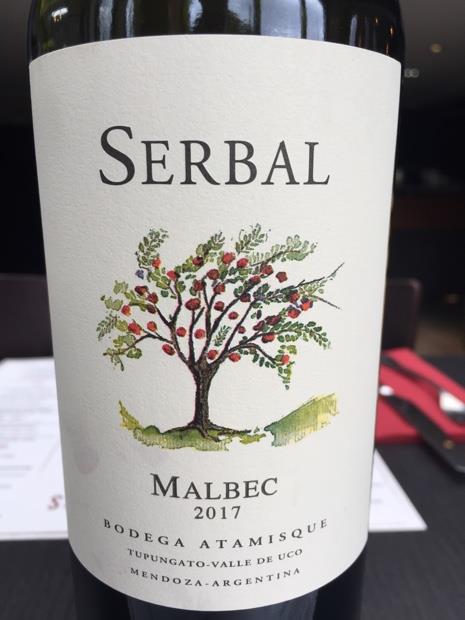 SERBAL
MALBEC
2017
BODEGA ATAMISQUE
TUPUNGATO-VALLE DE UCO
MENDOZA-ARGENTINA